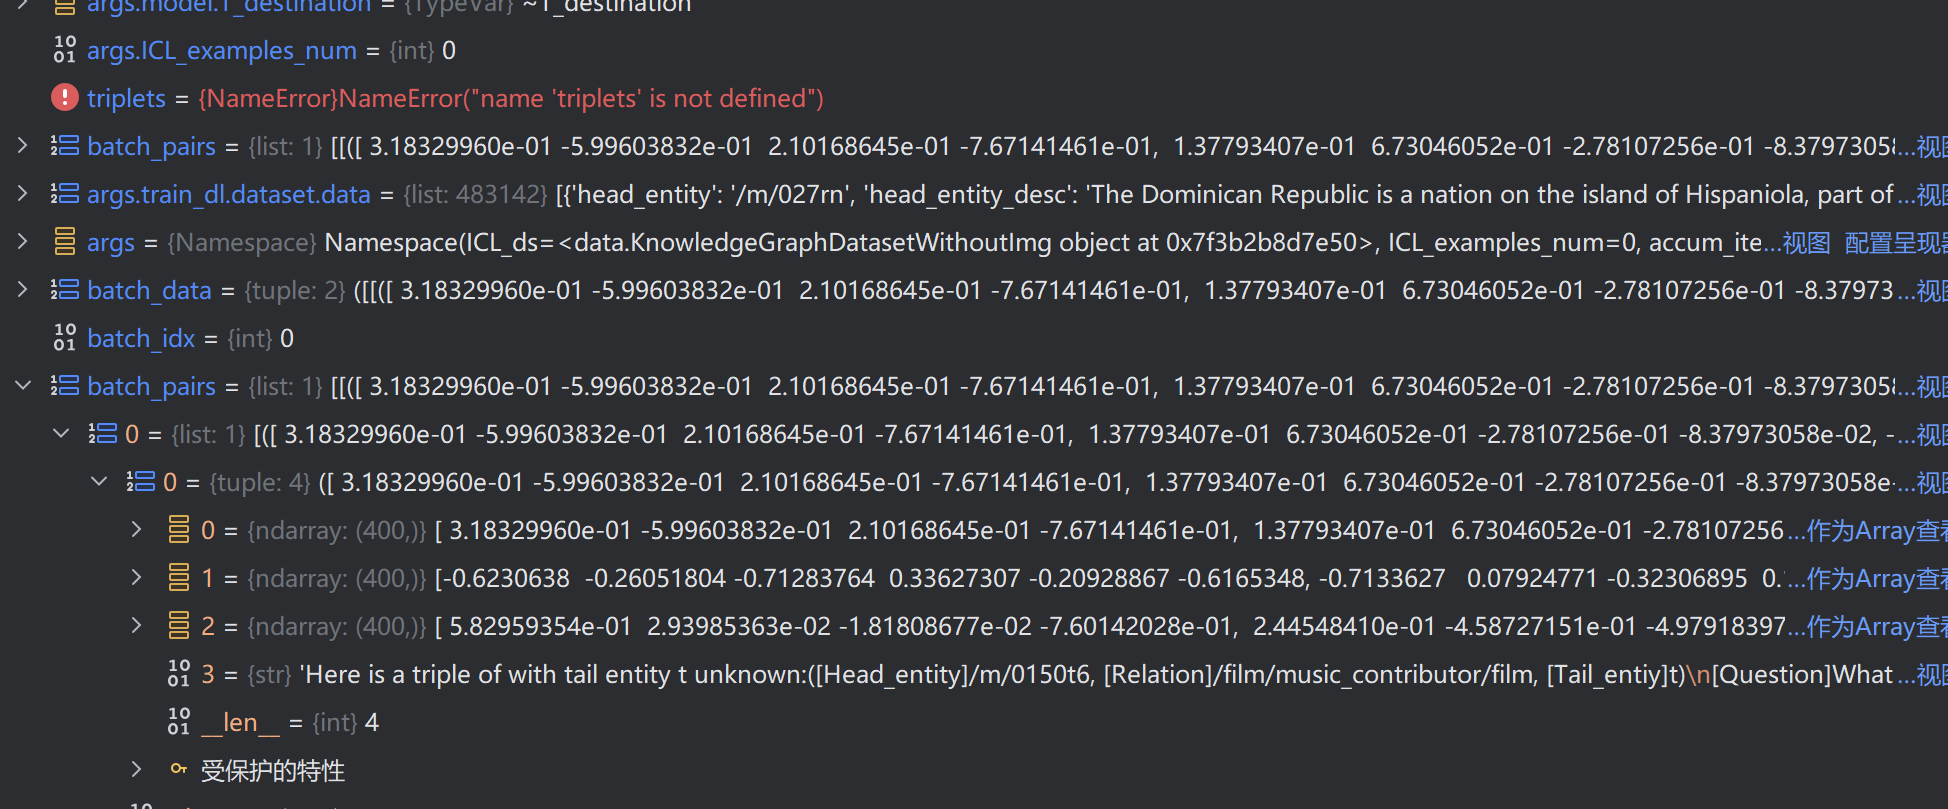 args.model.T_destination = {TypeVar} ~T_destination
args.ICL_examples_num = {int} 0
triplets = {NameError}NameError("name 'triplets' is not defined")
batch_pairs = {list: 1} [[([ 3.18329960e-01 -5.99603832e-01 2.10168645e-01 -7.67141461e-01, 1.37793407e-01 6.73046052e-01 -2.78107256e-01 -8.37973058...视图
args.train_dl.dataset.data = {list: 483142} [{'head_entity': '/m/027rn', 'head_entity_desc': 'The Dominican Republic is a nation on the island of Hispaniola, part of...视图
args = {Namespace} Namespace(ICL_ds=<data.KnowledgeGraphDatasetWithoutImg object at 0x7f3b2b8d7e50>, ICL_examples_num=0, accum_ite...视图 配置呈现器
batch_data = {tuple: 2} ([[([ 3.18329960e-01 -5.99603832e-01 2.10168645e-01 -7.67141461e-01, 1.37793407e-01 6.73046052e-01 -2.78107256e-01 -8.37973...视图
batch_idx = {int} 0
batch_pairs = {list: 1} [[([ 3.18329960e-01 -5.99603832e-01 2.10168645e-01 -7.67141461e-01, 1.37793407e-01 6.73046052e-01 -2.78107256e-01 -8.37973058...视图
0 = {list: 1} [([ 3.18329960e-01 -5.99603832e-01 2.10168645e-01 -7.67141461e-01, 1.37793407e-01 6.73046052e-01 -2.78107256e-01 -8.37973058e-02, -...视图
0 = {tuple: 4} ([ 3.18329960e-01 -5.99603832e-01 2.10168645e-01 -7.67141461e-01, 1.37793407e-01 6.73046052e-01 -2.78107256e-01 -8.37973058e-...视图
0 = {ndarray: (400,)} [ 3.18329960e-01 -5.99603832e-01 2.10168645e-01 -7.67141461e-01, 1.37793407e-01 6.73046052e-01 -2.78107256...作为Array查看
1 = {ndarray: (400,)} [-0.6230638 -0.26051804 -0.71283764 0.33627307 -0.20928867 -0.6165348, -0.7133627 0.07924771 -0.32306895 0....作为Array查看
2 = {ndarray: (400,)} [ 5.82959354e-01 2.93985363e-02 -1.81808677e-02 -7.60142028e-01, 2.44548410e-01 -4.58727151e-01 -4.97918397...作为Array查看
3 = {str} 'Here is a triple of with tail entity t unknown:([Head_entity]/m/0150t6, [Relation]/film/music_contributor/film, [Tail_entiy]t)\n[Question]What ...视图
__len__ = {int} 4
受保护的特性